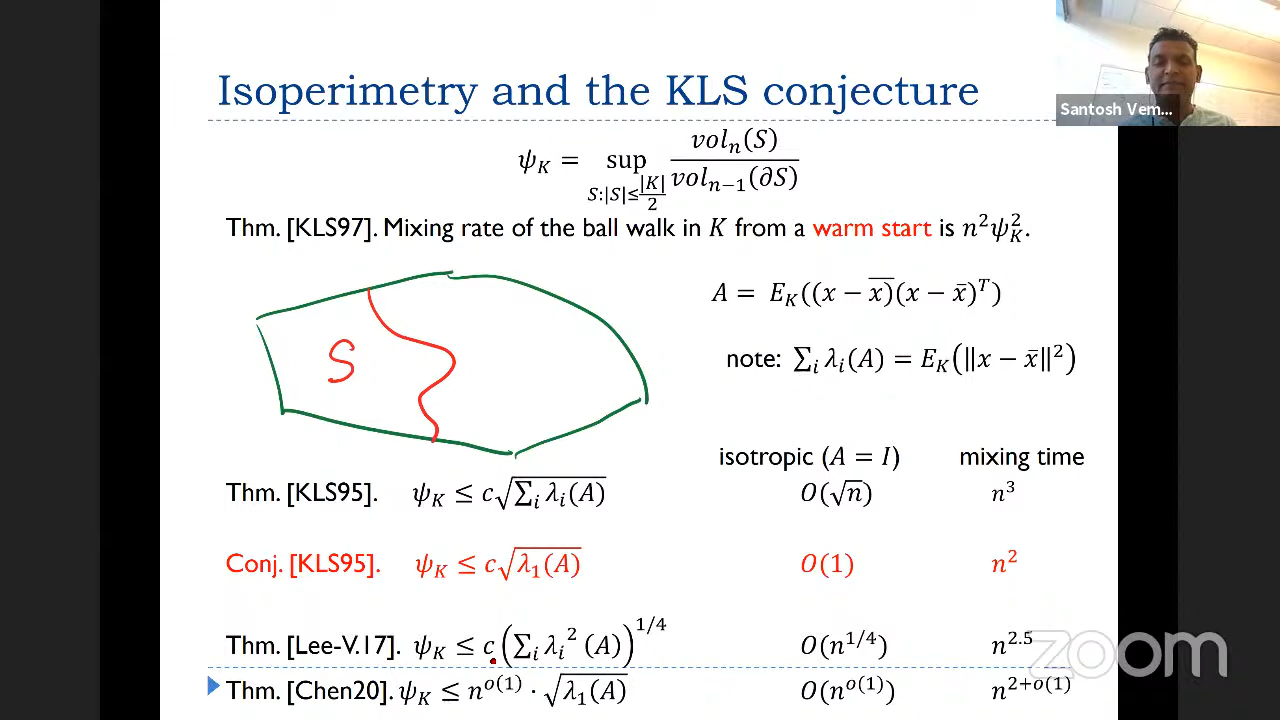 Isoperimetry and the KLS conjecture
Santosh Vem...
ψ_K = sup_{S:|S|≤|K|/2} vol_n(S) / vol_{n−1}(∂S)
Thm. [KLS97]. Mixing rate of the ball walk in K from a warm start is n²ψ_K².
S
A = E_K((x − x̄)(x − x̄)^T)
note: ∑_i λ_i(A) = E_K(‖x − x̄‖²)
isotropic (A = I) mixing time
Thm. [KLS95]. ψ_K ≤ c√(∑_i λ_i(A)) O(√n) n³
Conj. [KLS95]. ψ_K ≤ c√(λ_1(A)) O(1) n²
Thm. [Lee-V.17]. ψ_K ≤ c(∑_i λ_i²(A))^{1/4} O(n^{1/4}) n^{2.5}
Thm. [Chen20]. ψ_K ≤ n^{o(1)} · √(λ_1(A)) O(n^{o(1)}) n^{2+o(1)}
zoom